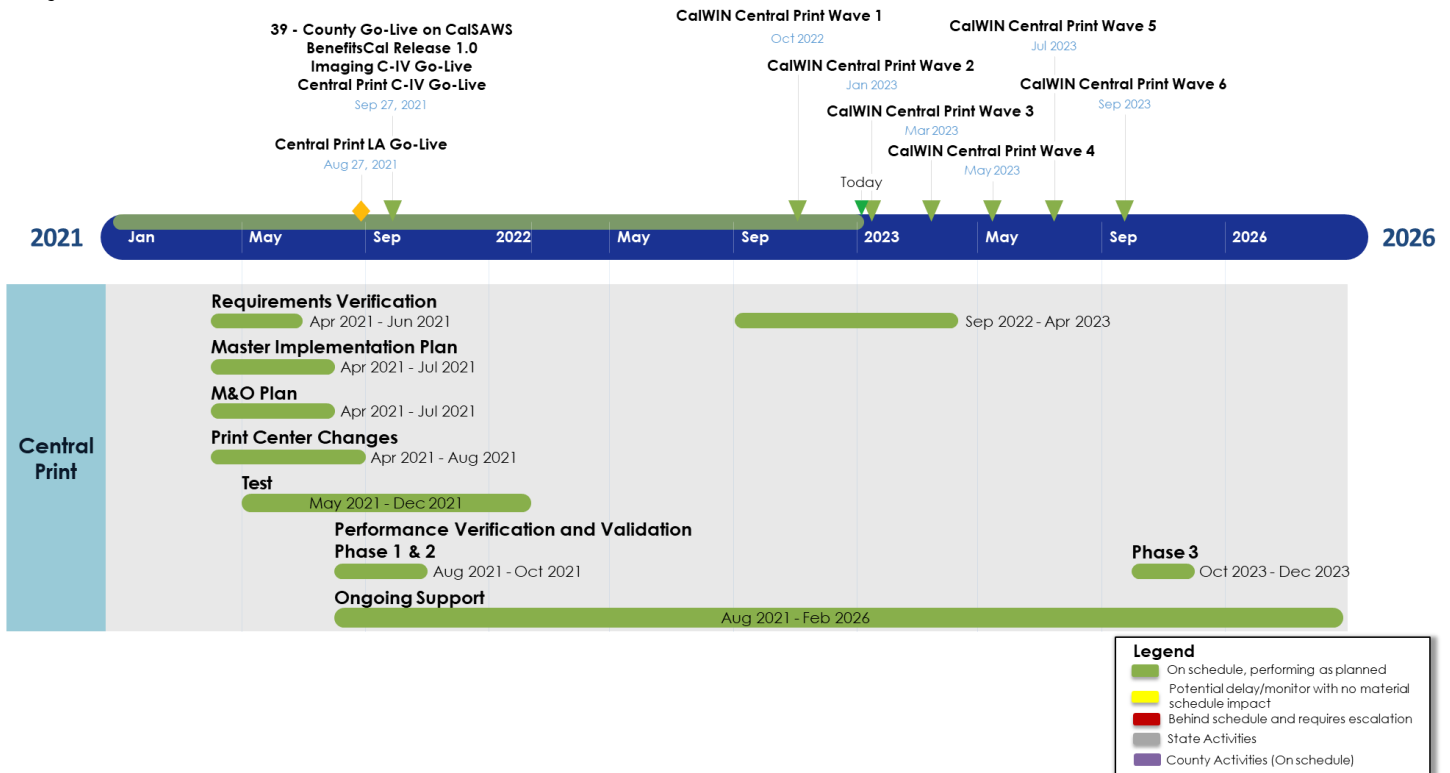 39 - County Go-Live on CalSAWS
BenefitsCal Release 1.0
Imaging C-IV Go-Live
Central Print C-IV Go-Live
Sep 27, 2021
Central Print LA Go-Live
Aug 27, 2021
CalWIN Central Print Wave 1
Oct 2022
CalWIN Central Print Wave 2
Jan 2023
CalWIN Central Print Wave 3
Mar 2023
CalWIN Central Print Wave 4
May 2023
CalWIN Central Print Wave 5
Jul 2023
CalWIN Central Print Wave 6
Sep 2023
Today
2021 Jan May Sep 2022 May Sep 2023 May Sep 2026 2026
Central
Print
Requirements Verification
Apr 2021 - Jun 2021
Sep 2022 - Apr 2023
Master Implementation Plan
Apr 2021 - Jul 2021
M&O Plan
Apr 2021 - Jul 2021
Print Center Changes
Apr 2021 - Aug 2021
Test
May 2021 - Dec 2021
Performance Verification and Validation
Phase 1 & 2
Aug 2021 - Oct 2021
Phase 3
Oct 2023 - Dec 2023
Ongoing Support
Aug 2021 - Feb 2026
Legend
On schedule, performing as planned
Potential delay/monitor with no material
schedule impact
Behind schedule and requires escalation
State Activities
County Activities (On schedule)